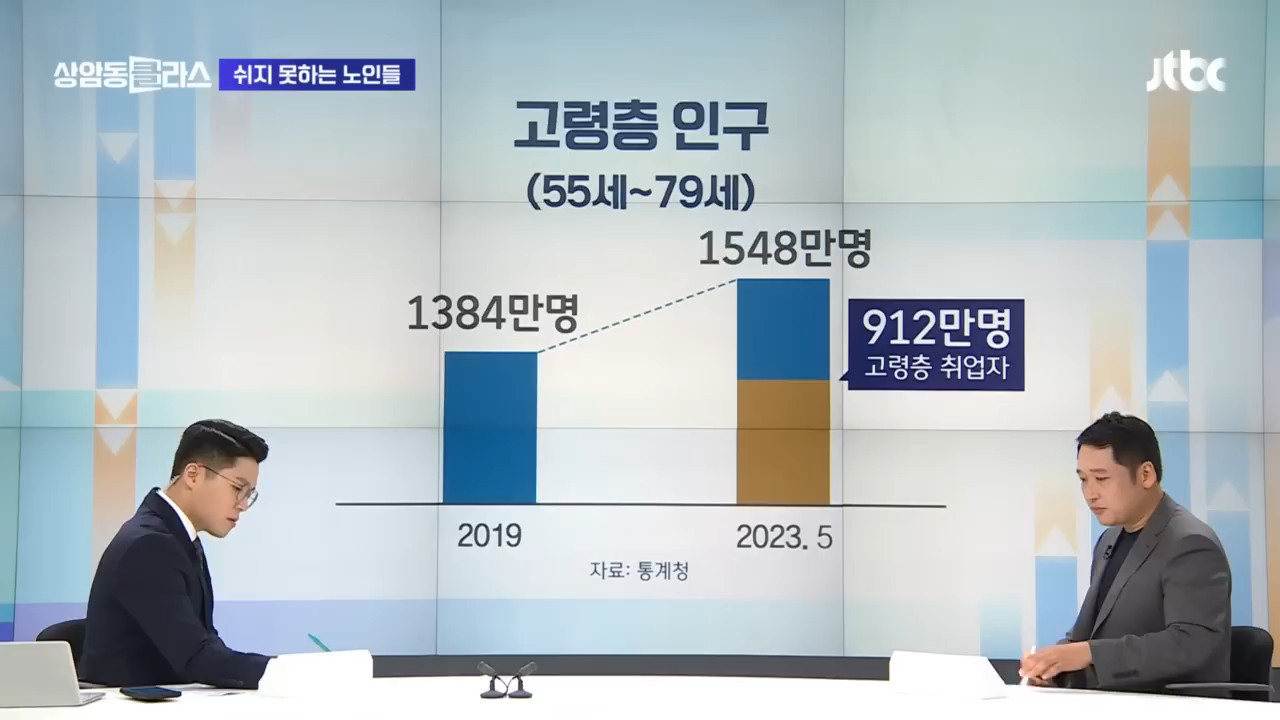 상암동클라스
쉬지 못하는 노인들
jtbc
고령층 인구
(55세~79세)
1548만명
1384만명
912만명
고령층 취업자
2019
2023. 5
자료: 통계청